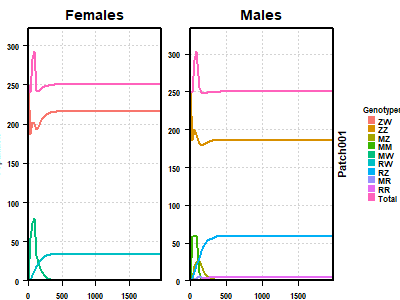 Females
Males
300
250
200
150
100
50
0
0
500
1000
1500
300
250
200
150
100
50
0
0
500
1000
1500
Patch001
Genotypes
ZW
ZZ
MZ
MM
MW
RW
RZ
MR
RR
Total